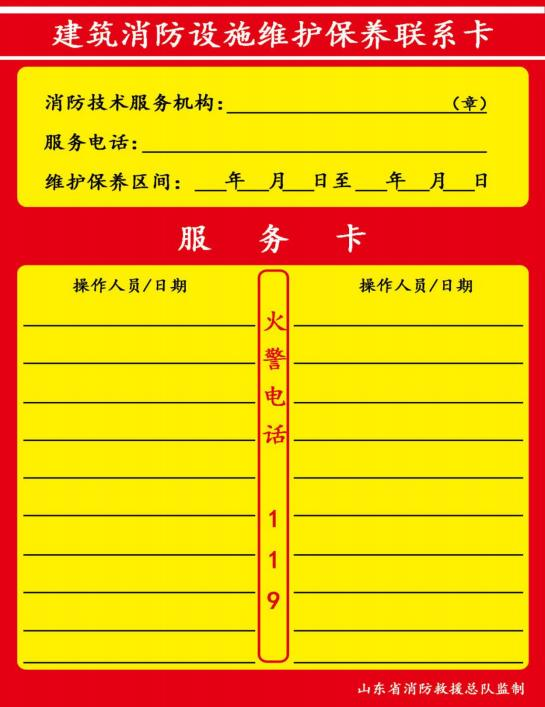 建筑消防设施维护保养联系卡
消防技术服务机构:（章）
服务电话:
维护保养区间: 年 月 日至 年 月 日
服务卡
操作人员/日期
操作人员/日期
火警电话 119
山东省消防救援总队监制